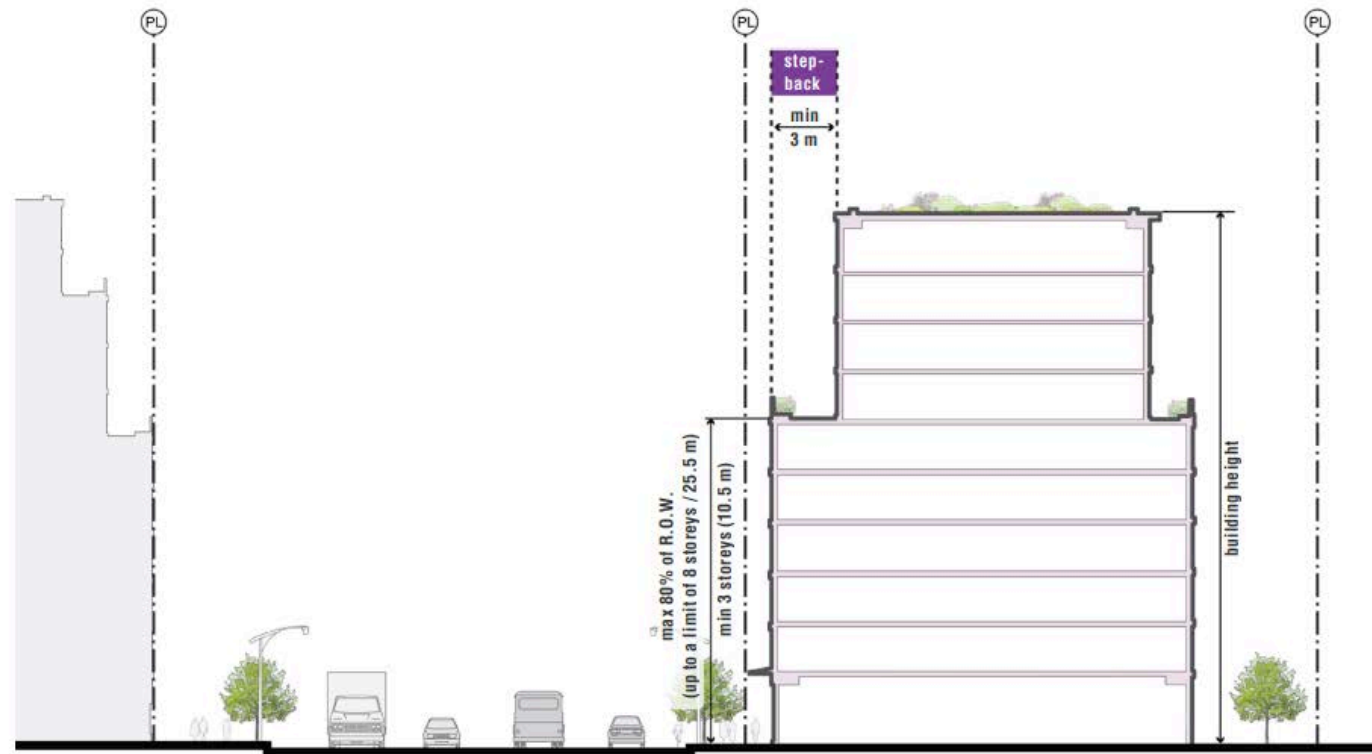 PL
PL
PL
step-
back
min
3 m
max 80% of R.O.W.
(up to a limit of 8 storeys / 25.5 m)
min 3 storeys (10.5 m)
building height